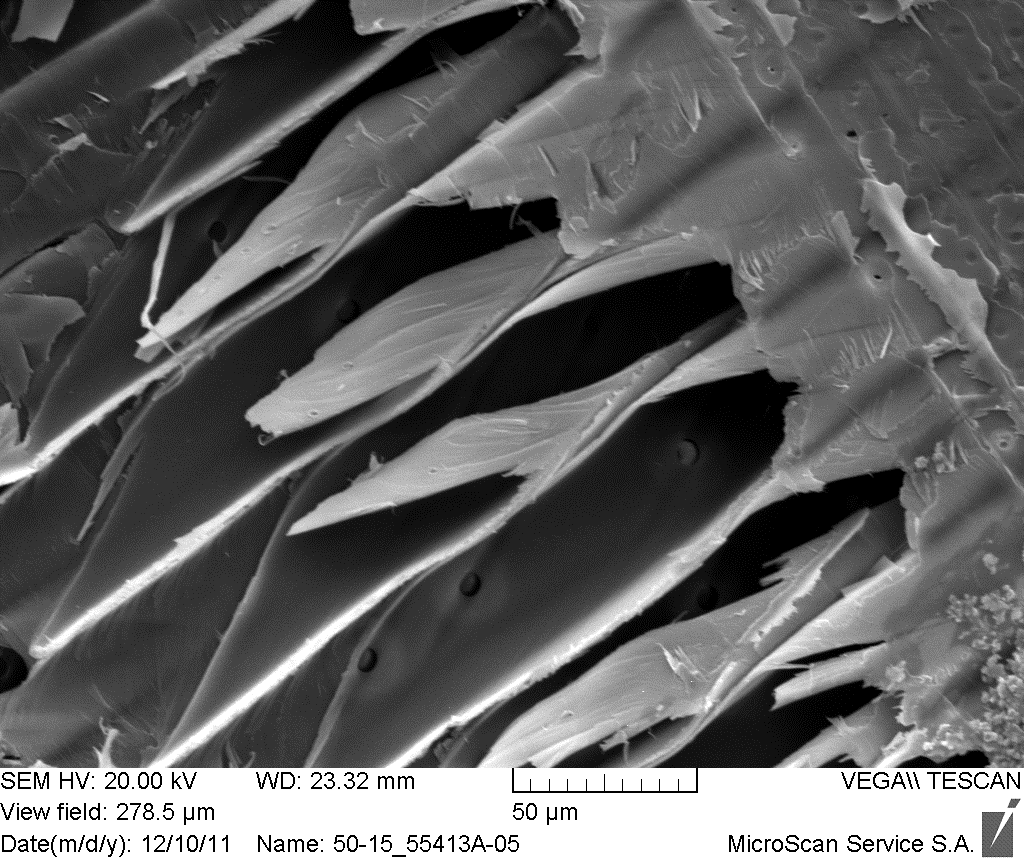 SEM HV: 20.00 kV WD: 23.32 mm VEGA\\ TESCAN
View field: 278.5 µm 50 µm
Date(m/d/y): 12/10/11 Name: 50-15_55413A-05 MicroScan Service S.A.